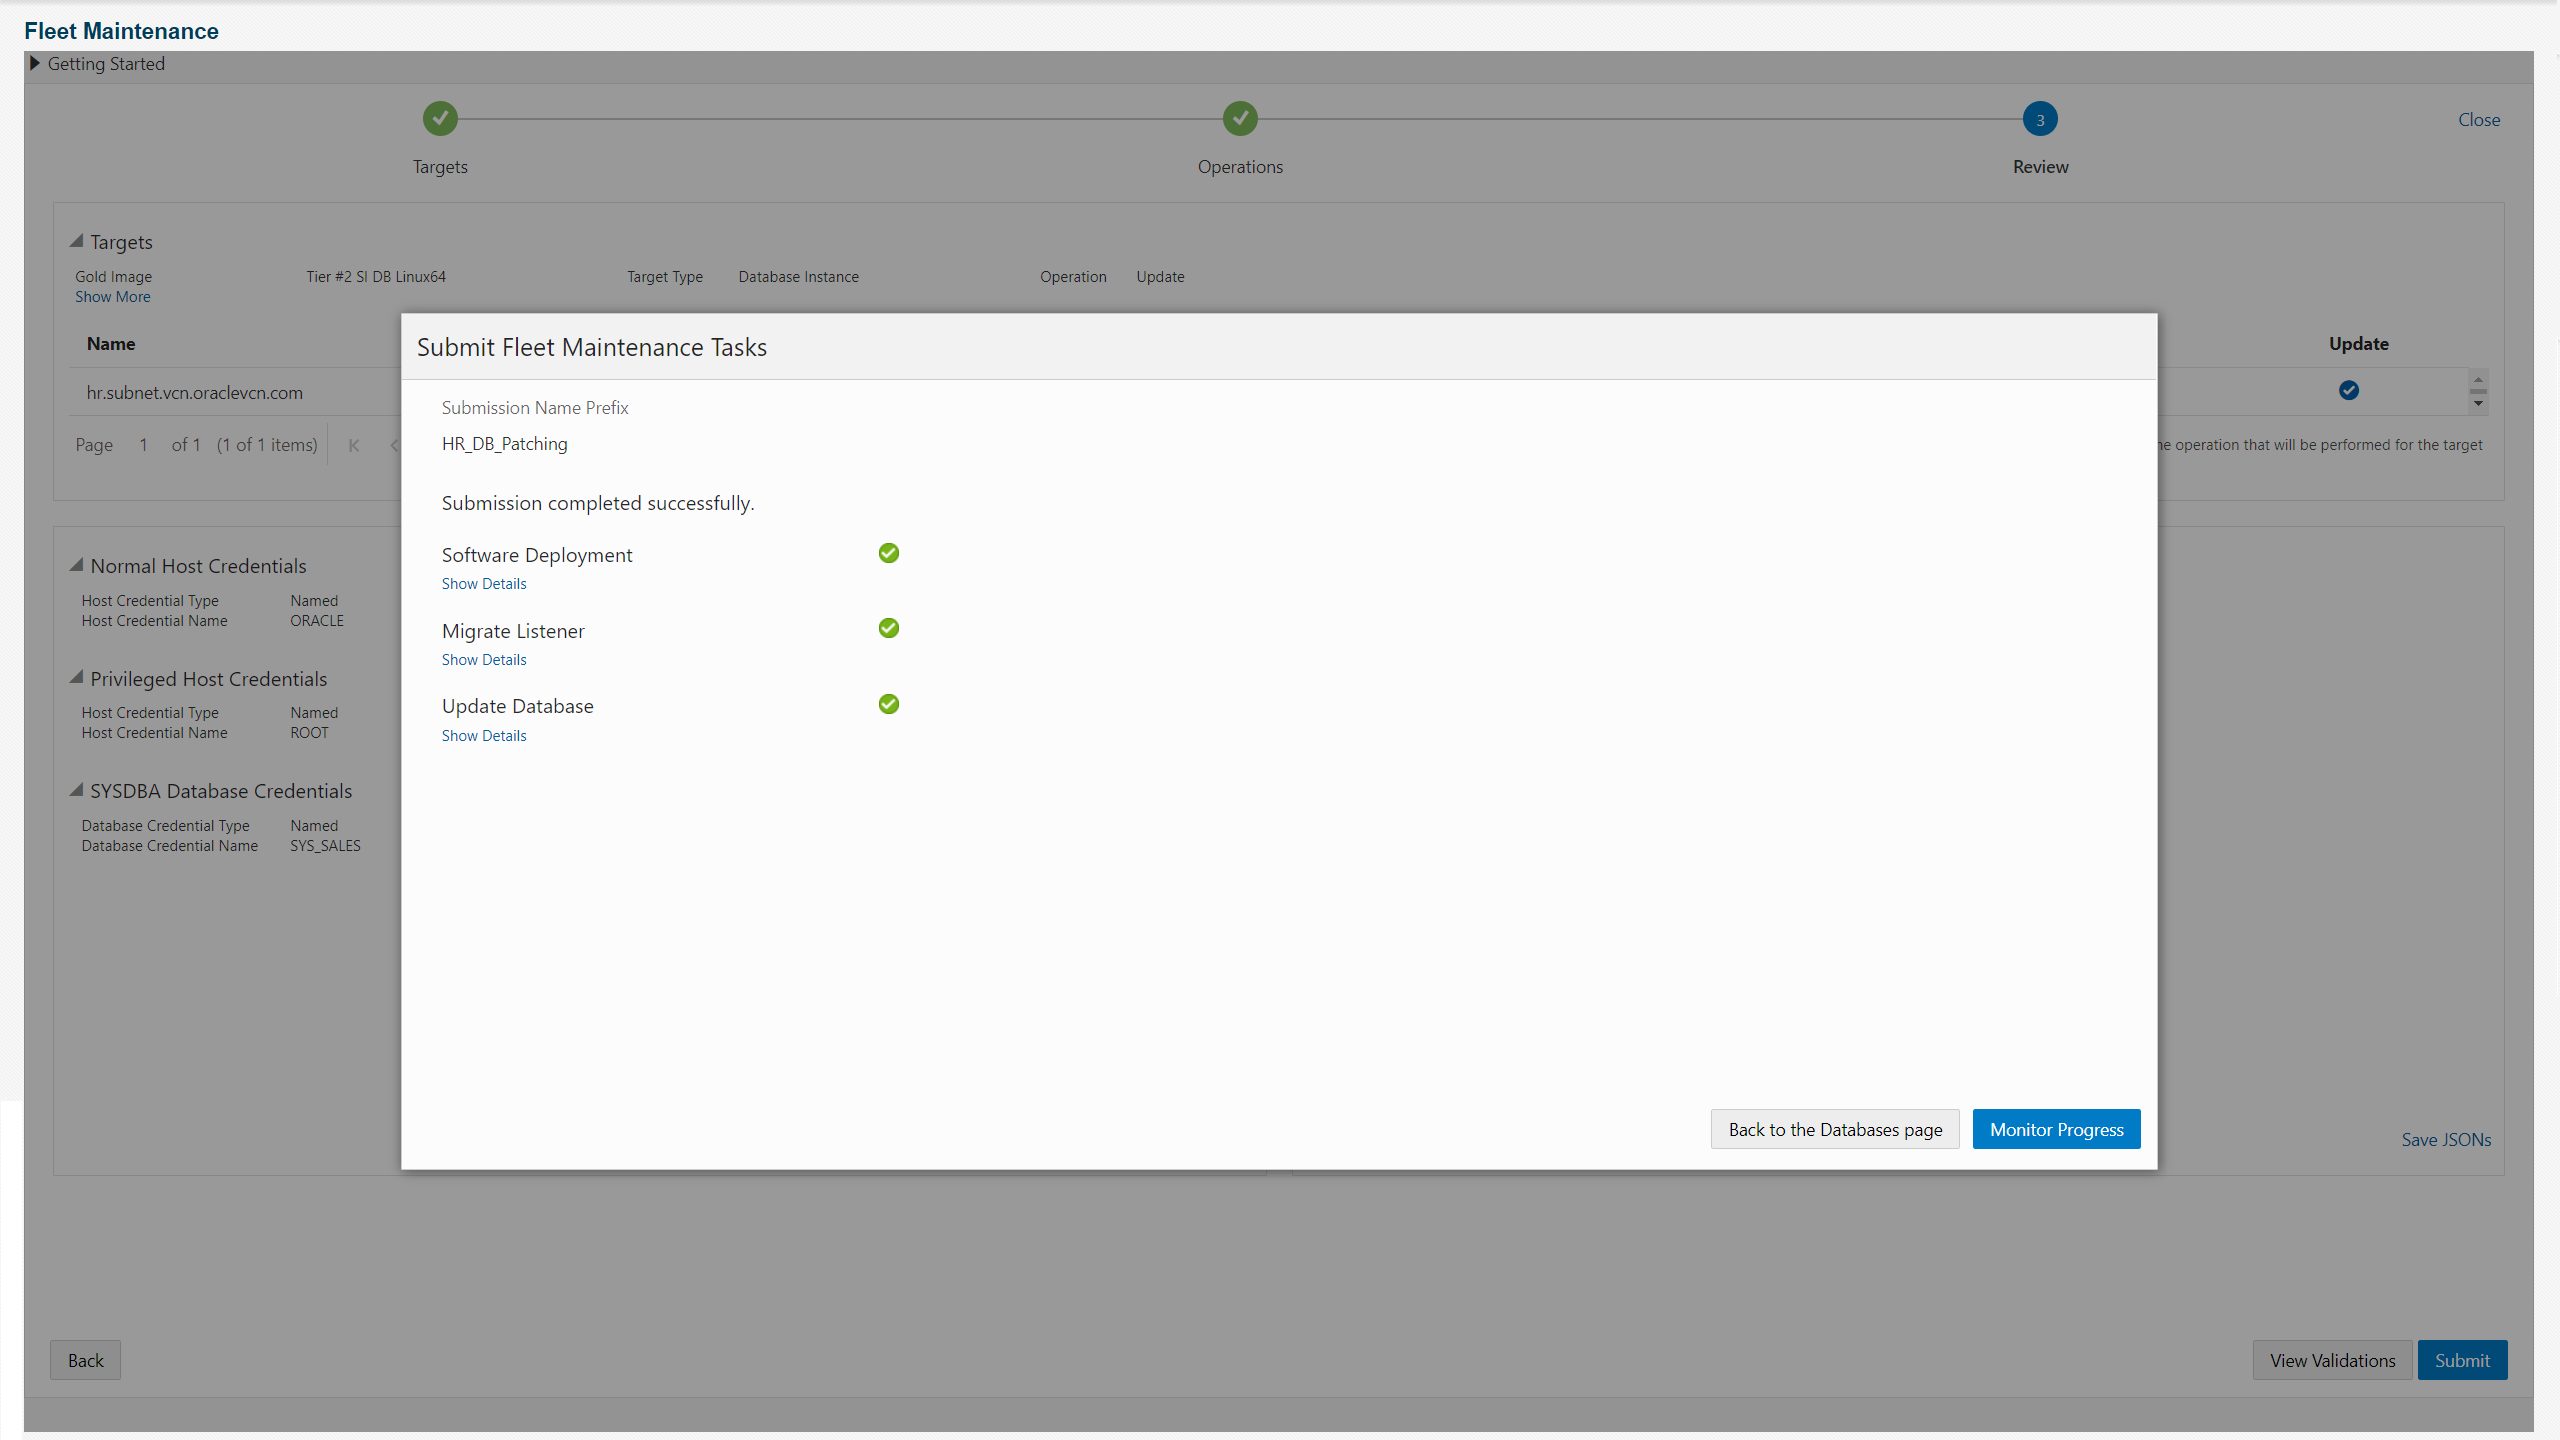 Fleet Maintenance
Getting Started
3
Close
Targets
Operations
Review
Targets
Gold Image Tier #2 SI DB Linux64 Target Type Database Instance Operation Update
Show More
Name Update
hr.subnet.vcn.oraclevcn.com
Page 1 of 1 (1 of 1 items)
operation that will be performed for the target
Submit Fleet Maintenance Tasks
Submission Name Prefix
HR_DB_Patching
Submission completed successfully.
Software Deployment
Show Details
Migrate Listener
Show Details
Update Database
Show Details
Back to the Databases page
Monitor Progress
Normal Host Credentials
Host Credential Type Named
Host Credential Name ORACLE
Privileged Host Credentials
Host Credential Type Named
Host Credential Name ROOT
SYSDBA Database Credentials
Database Credential Type Named
Database Credential Name SYS_SALES
Save JSONs
Back
View Validations
Submit